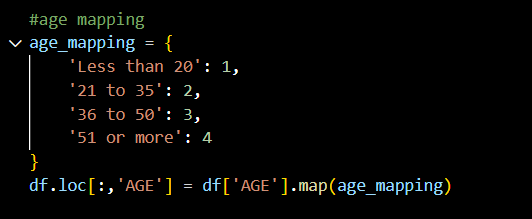 #age mapping
age_mapping = {
    'Less than 20': 1,
    '21 to 35': 2,
    '36 to 50': 3,
    '51 or more': 4
}
df.loc[:,'AGE'] = df['AGE'].map(age_mapping)